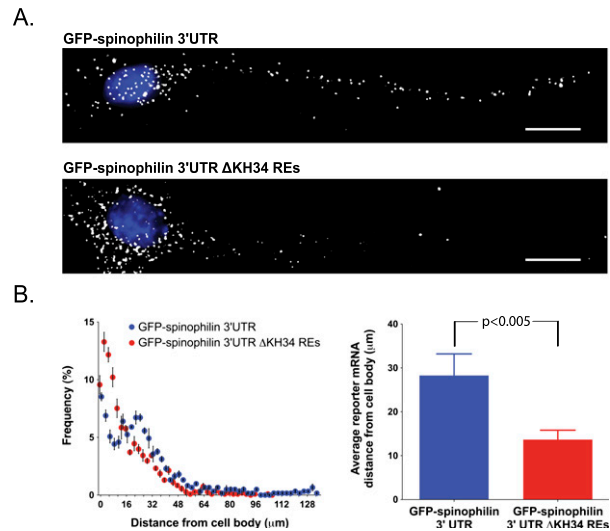 A.
GFP-spinophilin 3'UTR
GFP-spinophilin 3'UTR ΔKH34 REs
B.
15
10
5
0
Frequency (%)
GFP-spinophilin 3'UTR
GFP-spinophilin 3'UTR ΔKH34 REs
0 16 32 48 64 80 96 112 128
Distance from cell body (μm)
40
30
20
10
0
Average reporter mRNA
distance from cell body (μm)
p<0.005
GFP-spinophilin
3' UTR
GFP-spinophilin
3'UTR ΔKH34 REs